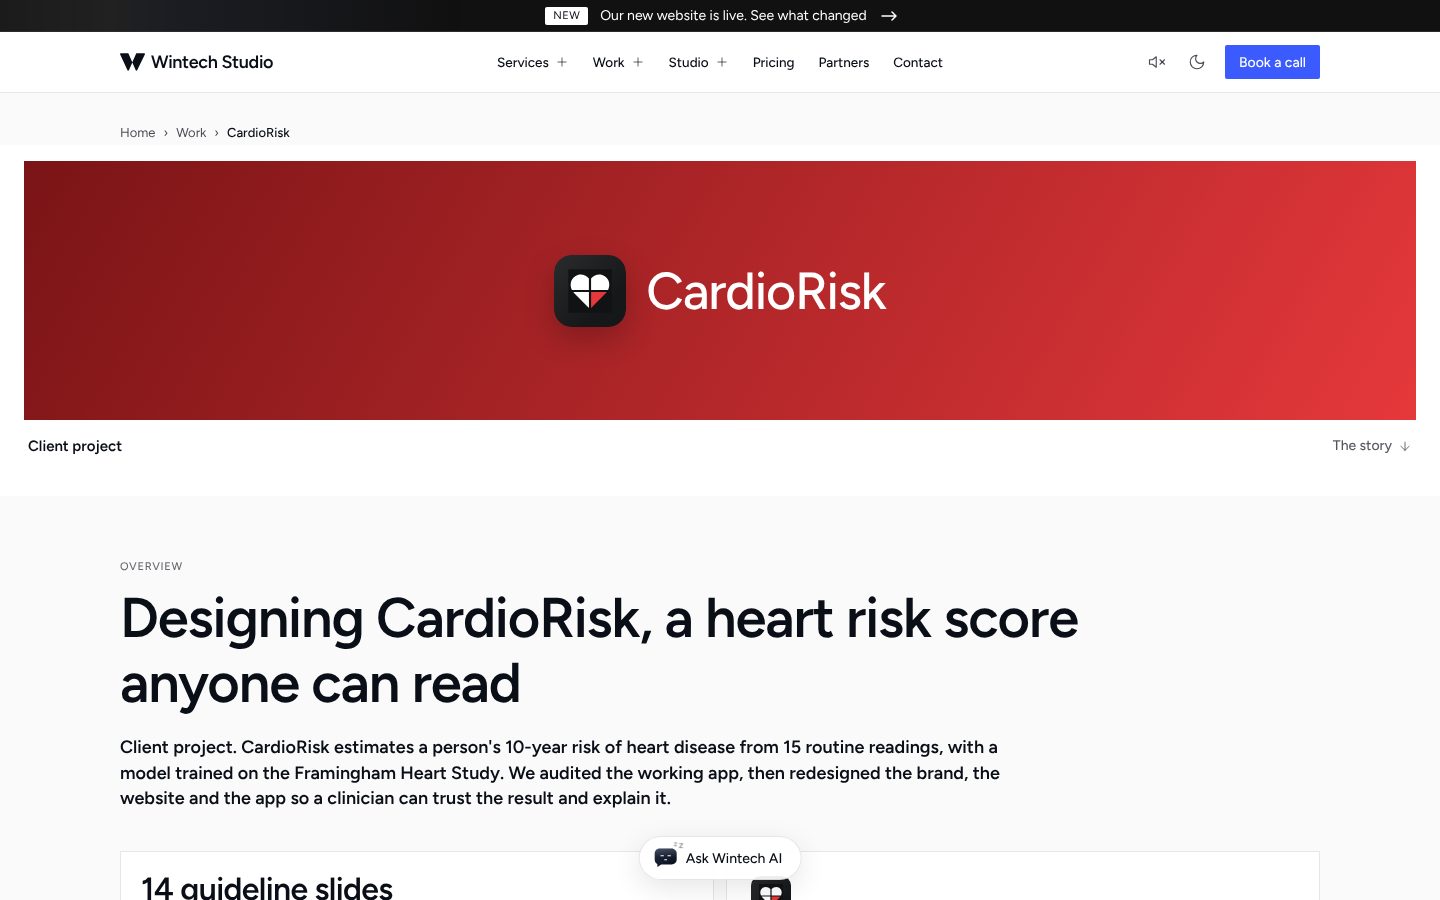 NEW Our new website is live. See what changed →
Wintech Studio
Services + Work + Studio + Pricing Partners Contact
Book a call
Home › Work › CardioRisk
CardioRisk
Client project
The story ↓
OVERVIEW
Designing CardioRisk, a heart risk score
anyone can read
Client project. CardioRisk estimates a person's 10-year risk of heart disease from 15 routine readings, with a
model trained on the Framingham Heart Study. We audited the working app, then redesigned the brand, the
website and the app so a clinician can trust the result and explain it.
z z
Ask Wintech AI
14 guideline slides